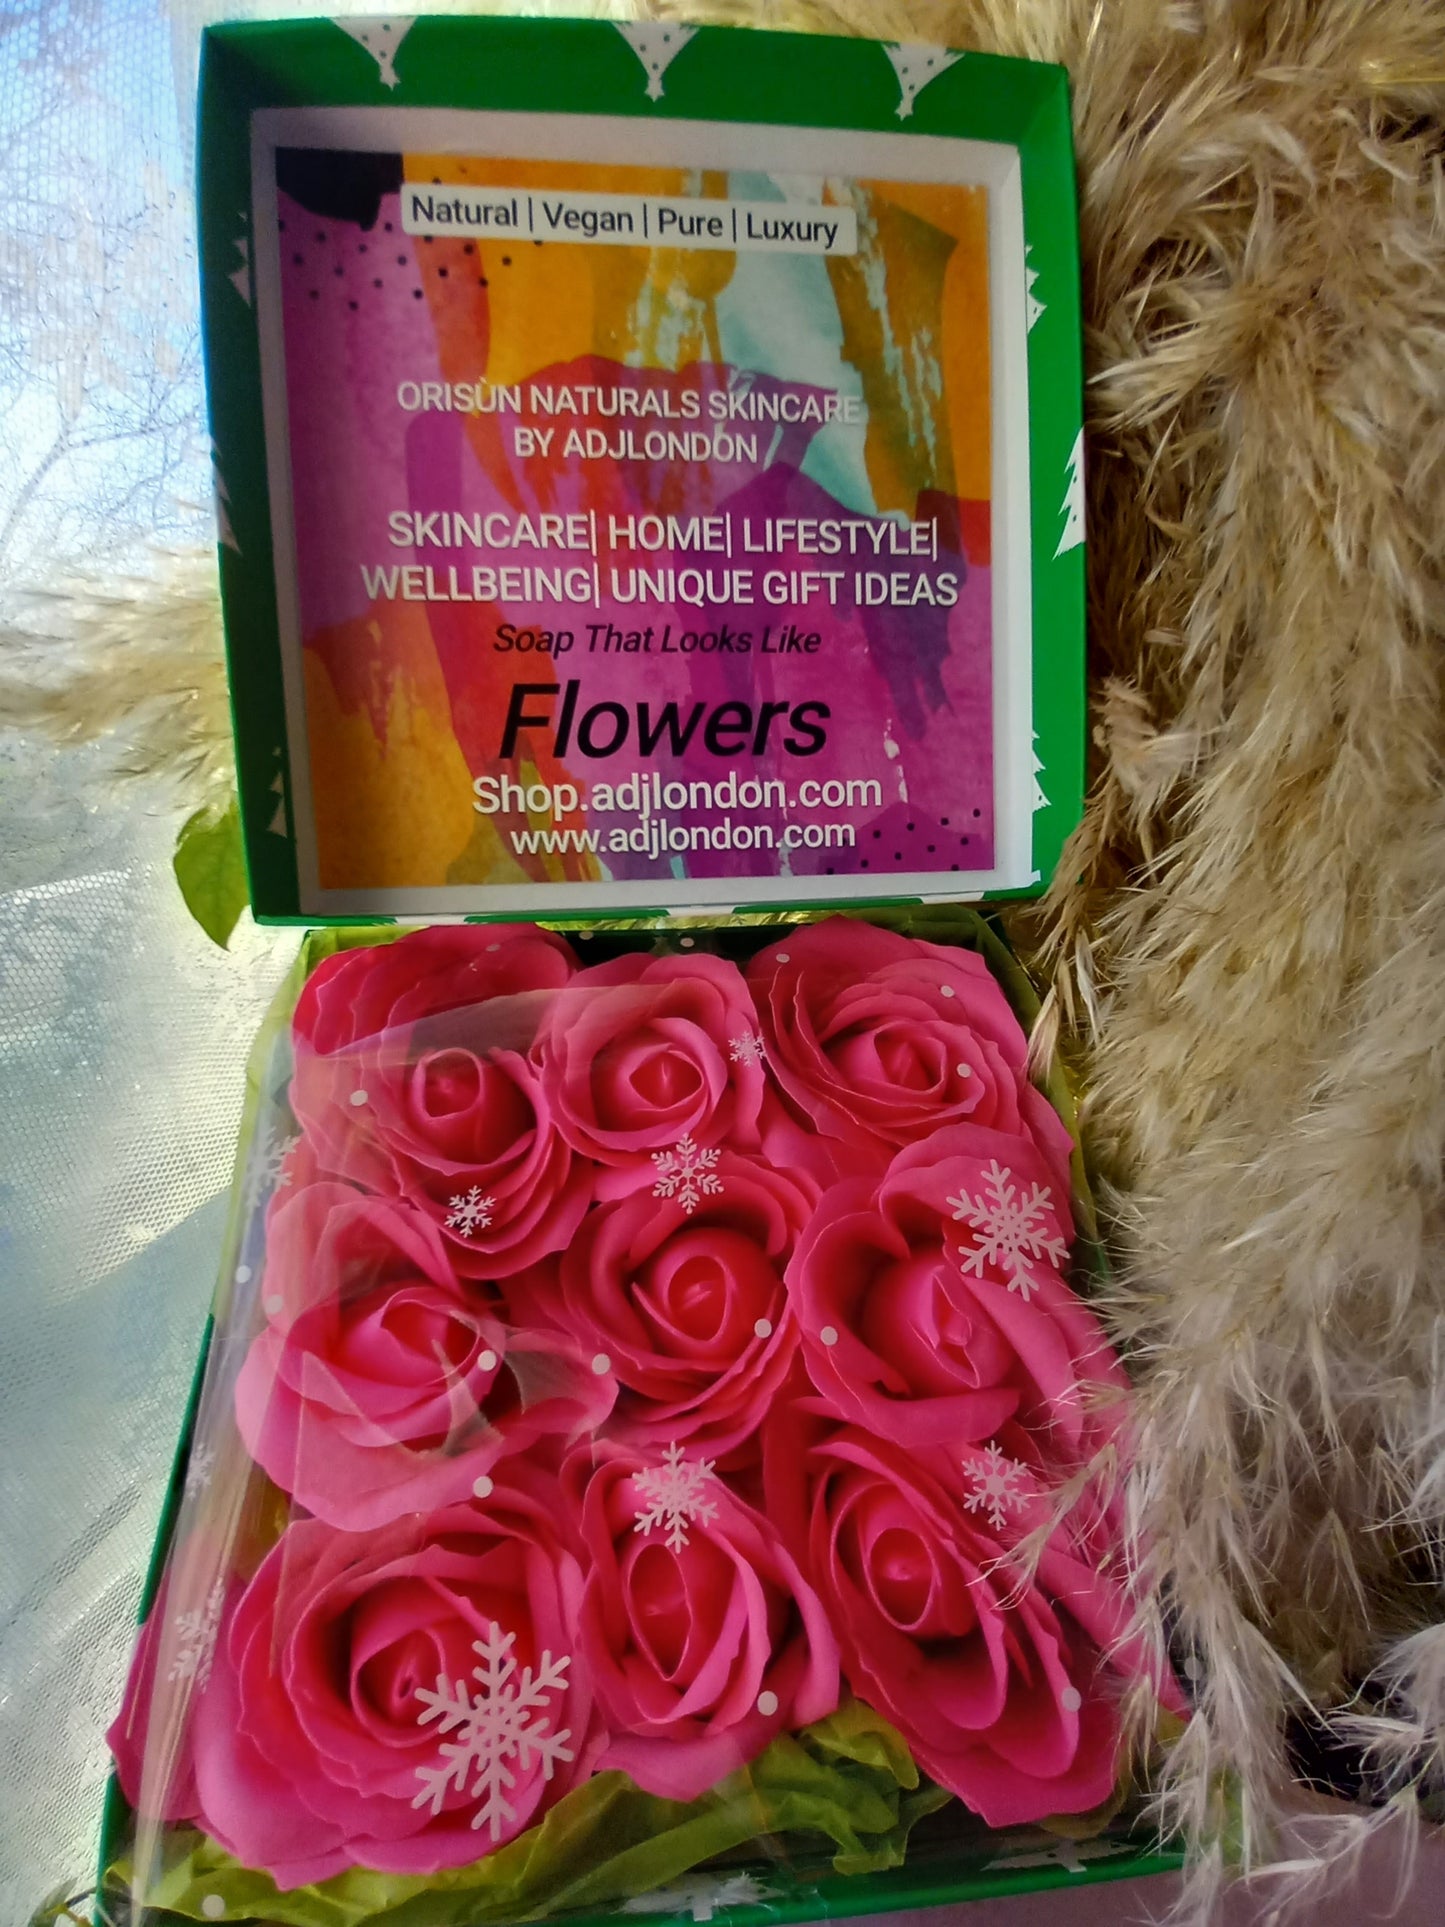 Natural | Vegan | Pure | Luxury
ORISÙN NATURALS SKINCARE
BY ADJLONDON
SKINCARE| HOME| LIFESTYLE|
WELLBEING| UNIQUE GIFT IDEAS
Soap That Looks Like
Flowers
Shop.adjlondon.com
www.adjlondon.com